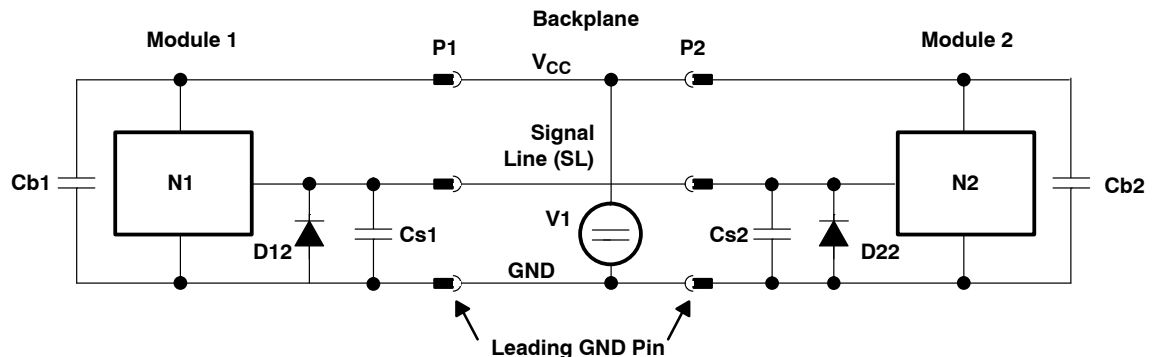 Backplane
Module 1
P1
P2
Module 2
VCC
Signal
Line (SL)
Cb1
N1
N2
Cb2
V1
D12
Cs1
Cs2
D22
GND
Leading GND Pin